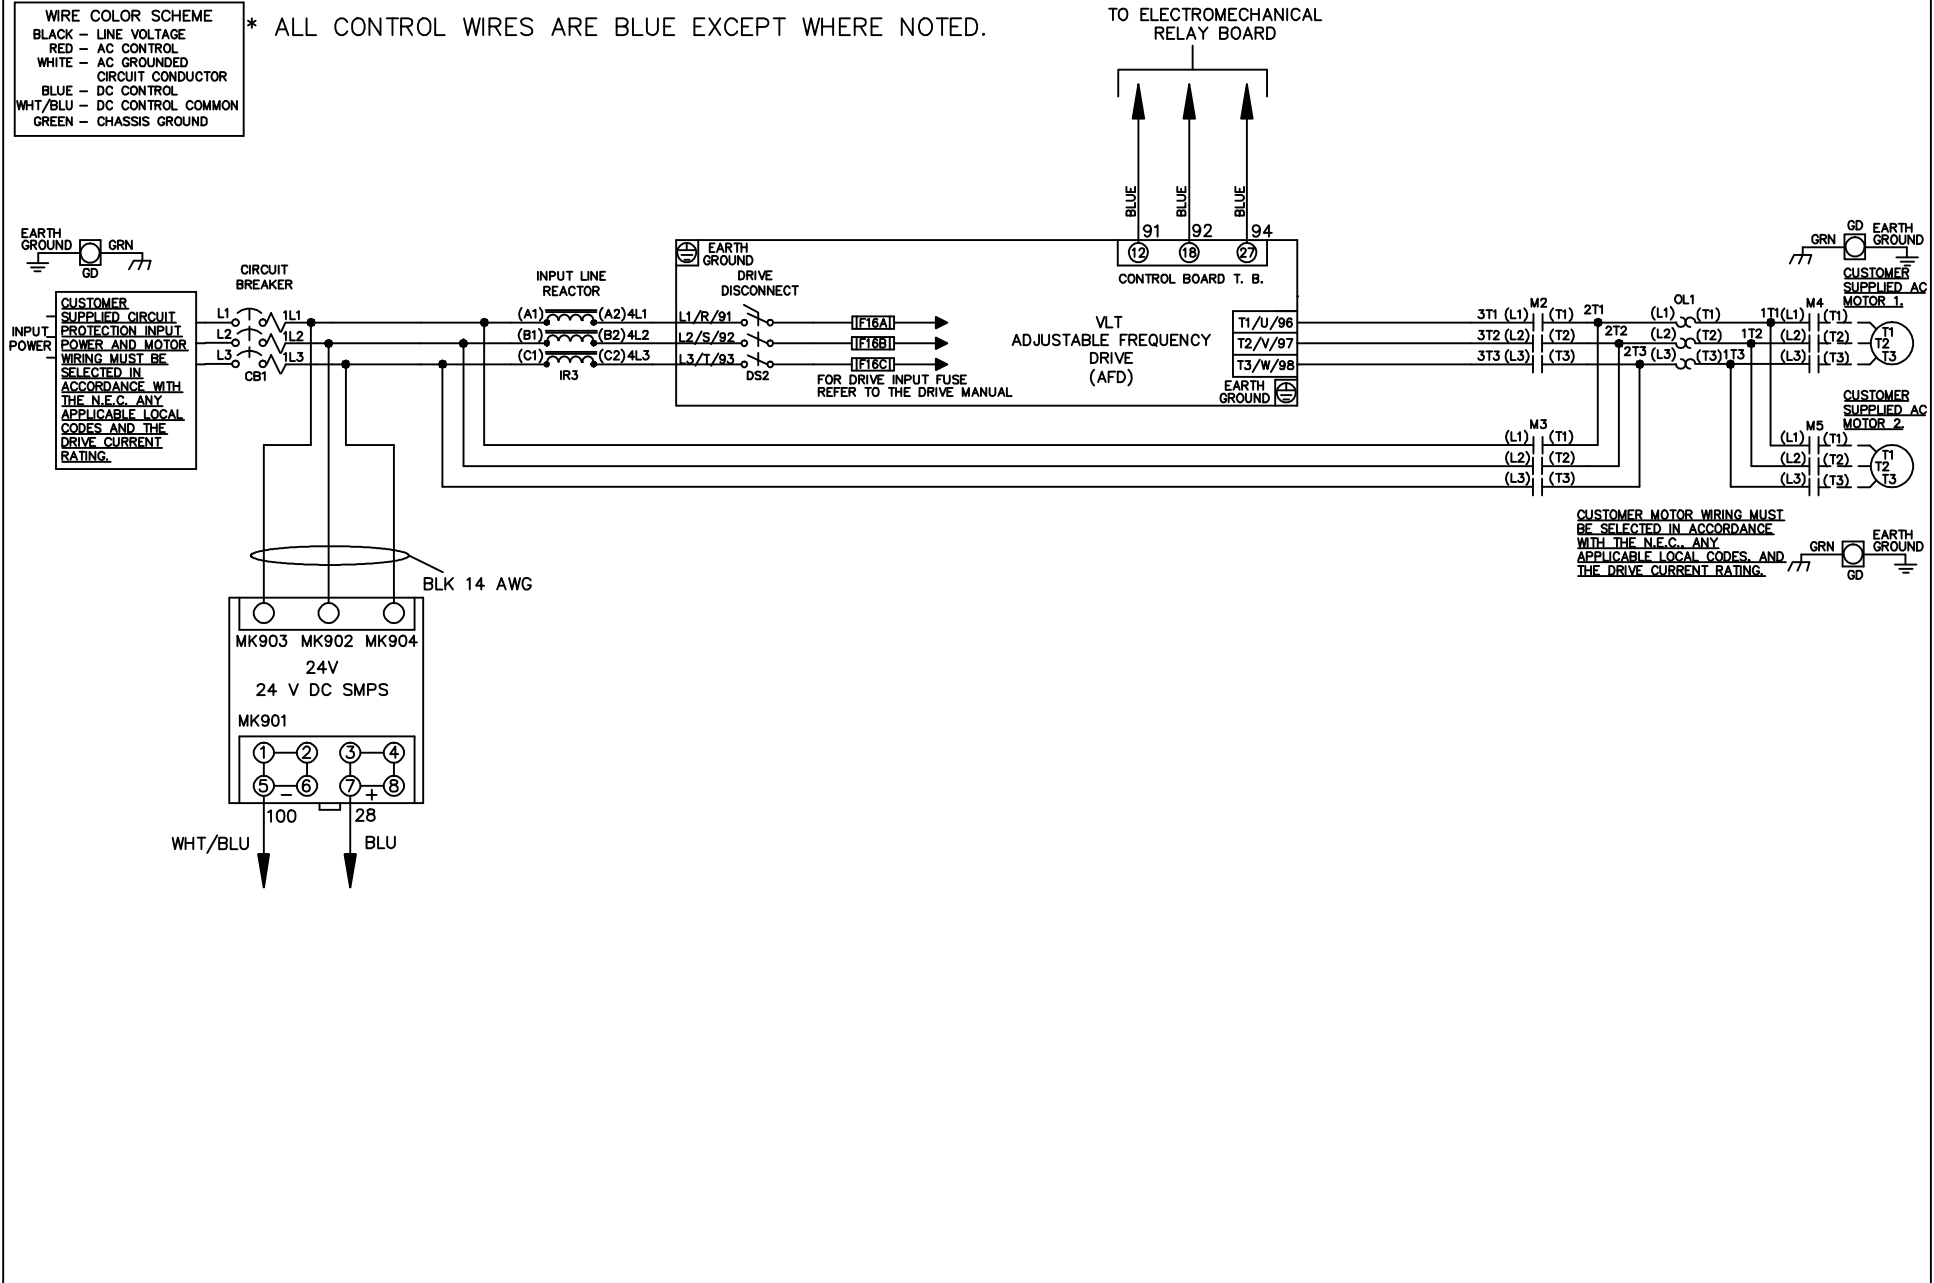 WIRE COLOR SCHEME
BLACK – LINE VOLTAGE
RED – AC CONTROL
WHITE – AC GROUNDED
CIRCUIT CONDUCTOR
BLUE – DC CONTROL
WHT/BLU – DC CONTROL COMMON
GREEN – CHASSIS GROUND
* ALL CONTROL WIRES ARE BLUE EXCEPT WHERE NOTED.
TO ELECTROMECHANICAL
RELAY BOARD
BLUE
BLUE
BLUE
91 92 94
12 18 27
CONTROL BOARD T. B.
EARTH
GROUND
GRN
GD
INPUT
POWER
CUSTOMER
SUPPLIED CIRCUIT
PROTECTION INPUT
POWER AND MOTOR
WIRING MUST BE
SELECTED IN
ACCORDANCE WITH
THE N.E.C. ANY
APPLICABLE LOCAL
CODES AND THE
DRIVE CURRENT
RATING.
CIRCUIT
BREAKER
L1 1L1
L2 1L2
L3 1L3
CB1
INPUT LINE
REACTOR
(A1) (A2) 4L1
(B1) (B2) 4L2
(C1) (C2) 4L3
IR3
EARTH
GROUND
DRIVE
DISCONNECT
L1/R/91
L2/S/92
L3/T/93
DS2
F16A
F16B
F16C
FOR DRIVE INPUT FUSE
REFER TO THE DRIVE MANUAL
VLT
ADJUSTABLE FREQUENCY
DRIVE
(AFD)
T1/U/96
T2/V/97
T3/W/98
EARTH
GROUND
M2
3T1 (L1) (T1) 2T1
3T2 (L2) (T2) 2T2
3T3 (L3) (T3) 2T3
M3
(L1) (T1)
(L2) (T2)
(L3) (T3)
OL1
(L1) (T1) 1T1
(L2) (T2) 1T2
(L3) (T3) 1T3
M4
(L1) (T1)
(L2) (T2)
(L3) (T3)
T1
T2
T3
GRN
GD
EARTH
GROUND
CUSTOMER
SUPPLIED AC
MOTOR 1.
CUSTOMER
SUPPLIED AC
MOTOR 2.
M5
(L1) (T1)
(L2) (T2)
(L3) (T3)
T1
T2
T3
CUSTOMER MOTOR WIRING MUST
BE SELECTED IN ACCORDANCE
WITH THE N.E.C., ANY
APPLICABLE LOCAL CODES, AND
THE DRIVE CURRENT RATING.
GRN
GD
EARTH
GROUND
BLK 14 AWG
MK903 MK902 MK904
24V
24 V DC SMPS
MK901
1 2 3 4
5 6 7 8
– +
100 28
WHT/BLU BLU